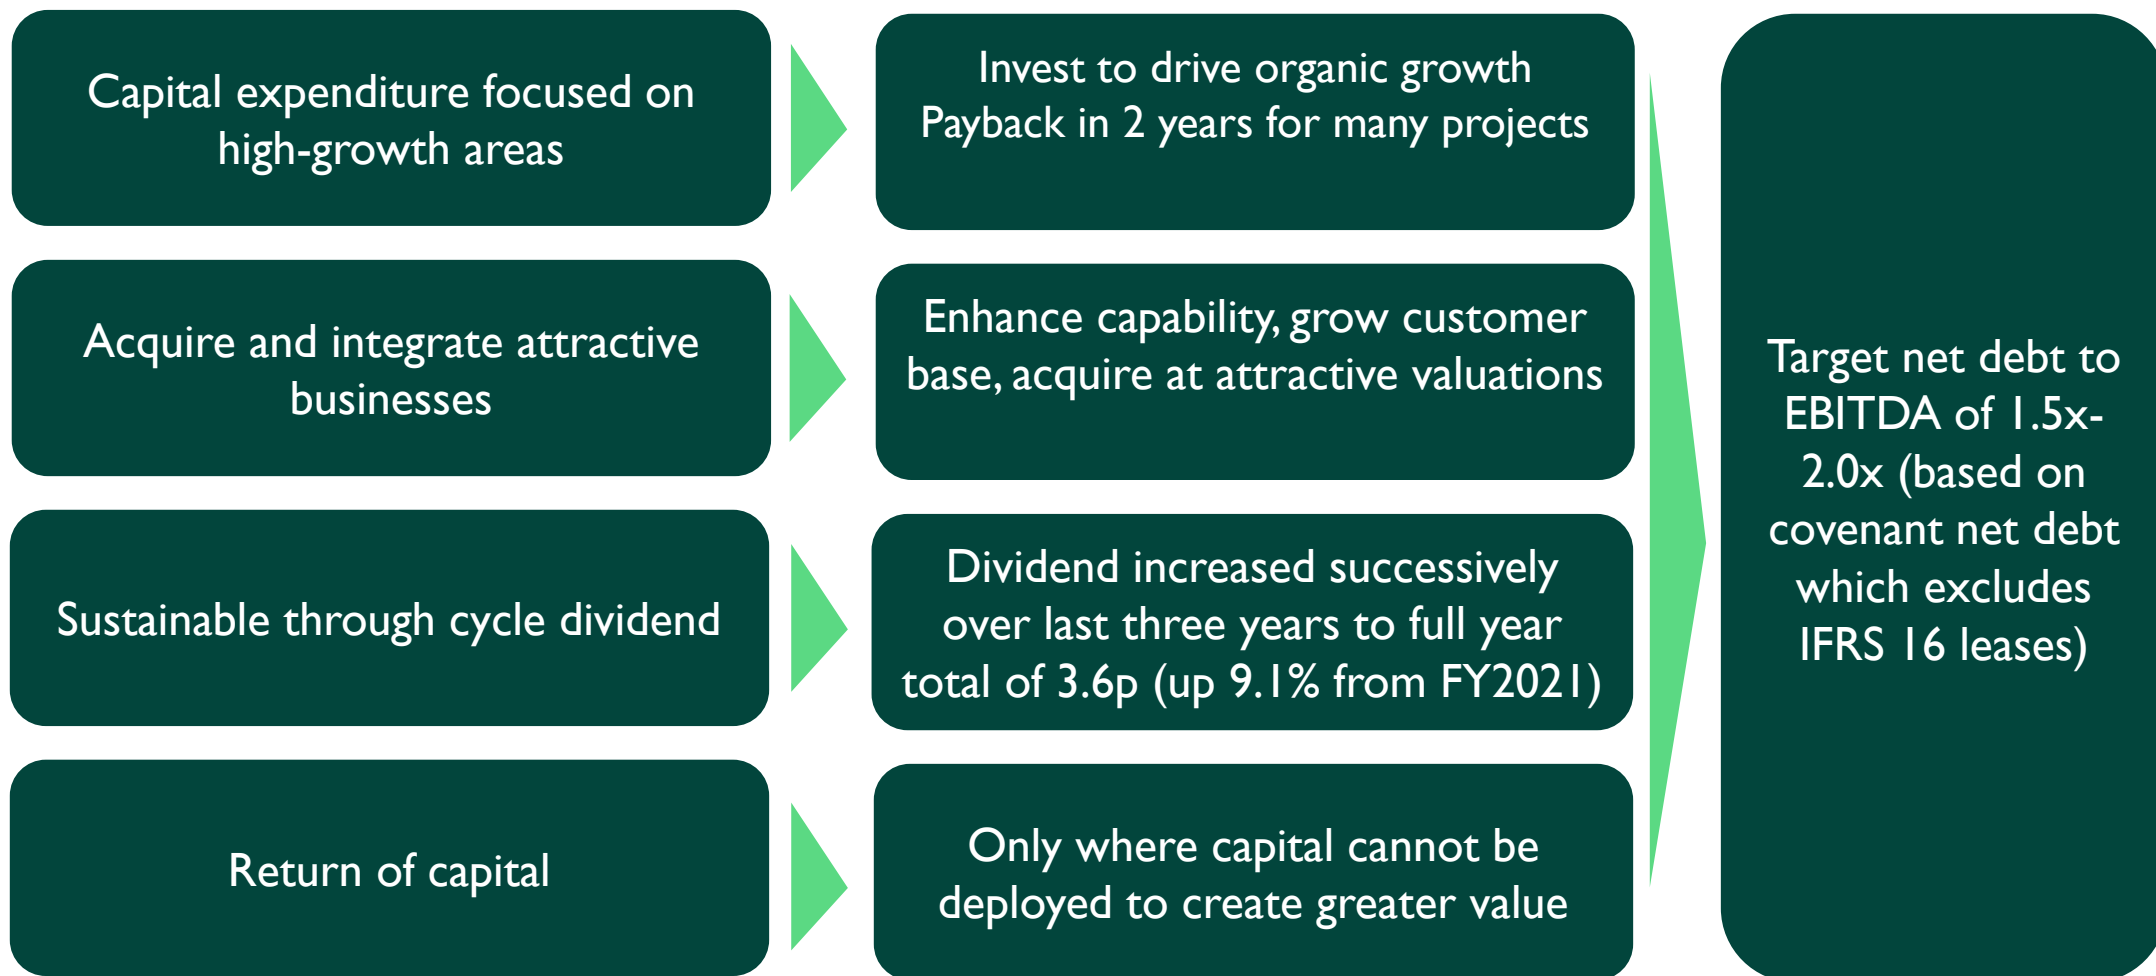 Capital expenditure focused on
high-growth areas
Invest to drive organic growth
Payback in 2 years for many projects
Acquire and integrate attractive
businesses
Enhance capability, grow customer
base, acquire at attractive valuations
Sustainable through cycle dividend
Dividend increased successively
over last three years to full year
total of 3.6p (up 9.1% from FY2021)
Return of capital
Only where capital cannot be
deployed to create greater value
Target net debt to
EBITDA of 1.5x-
2.0x (based on
covenant net debt
which excludes
IFRS 16 leases)